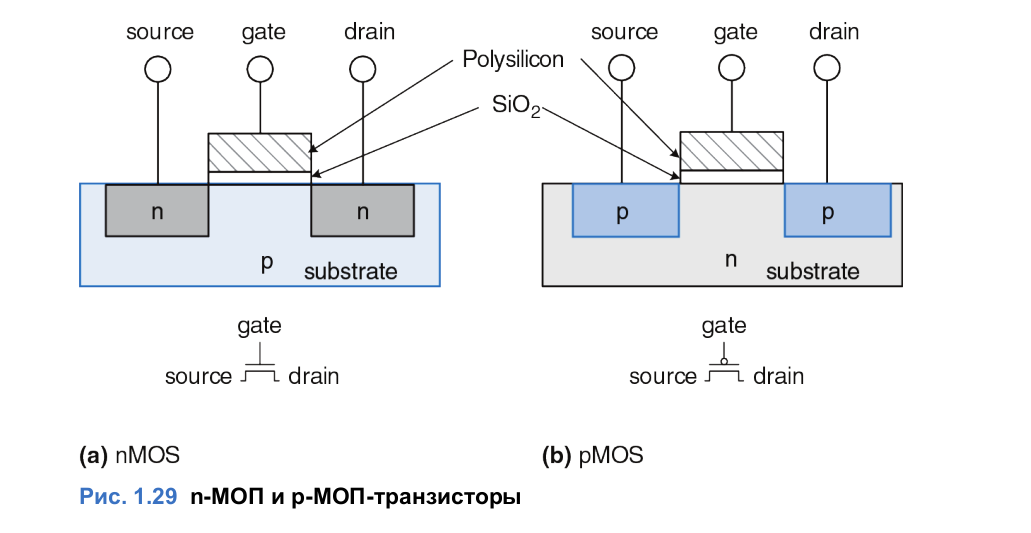 source gate drain source gate drain
Polysilicon
SiO₂
n n p p
p substrate n substrate
gate gate
source drain source drain
(a) nMOS (b) pMOS
Рис. 1.29 n-МОП и p-МОП-транзисторы